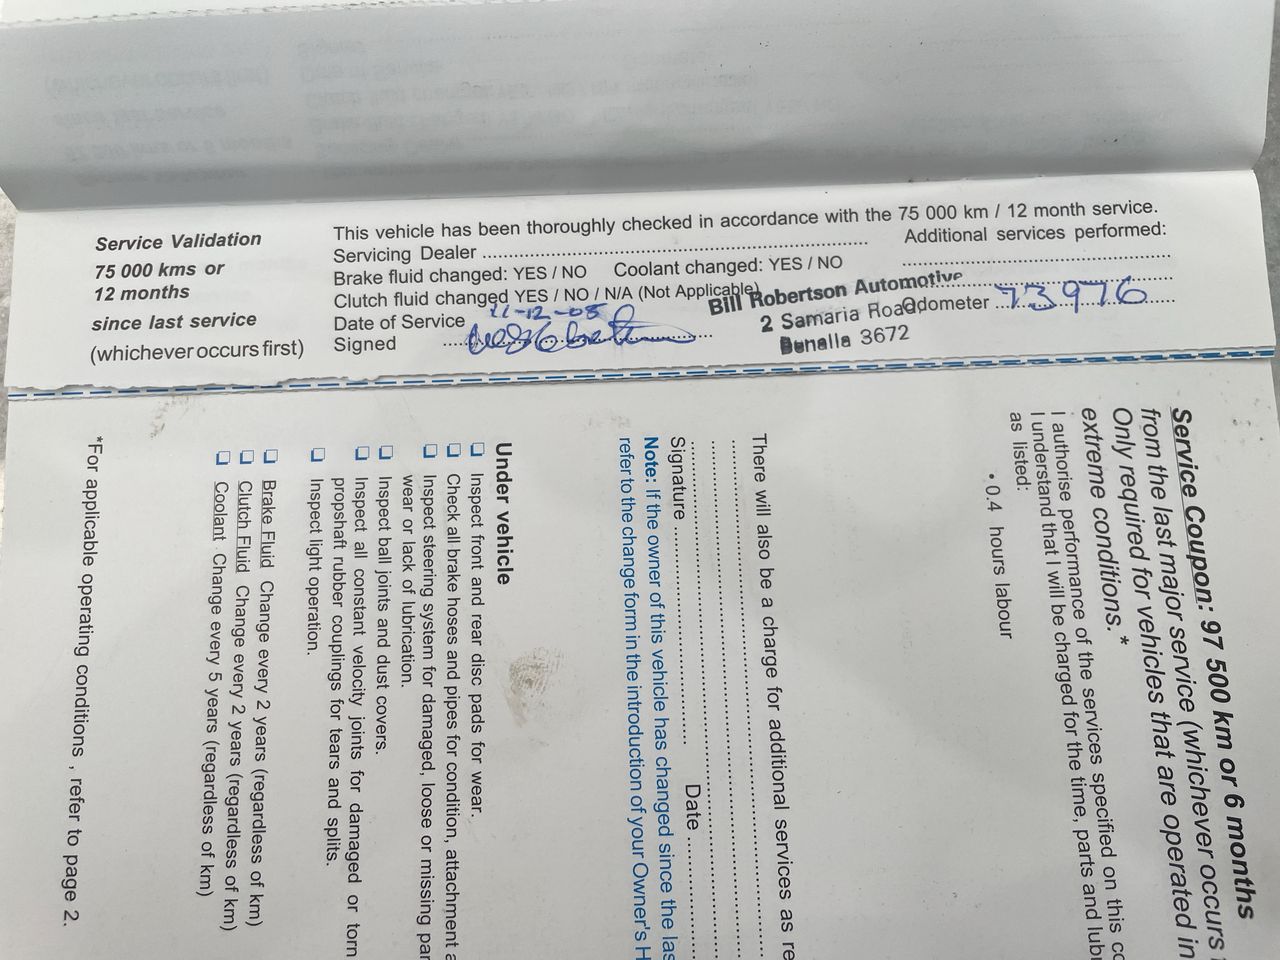 Service Validation
75 000 kms or
12 months
since last service
(whichever occurs first)
This vehicle has been thoroughly checked in accordance with the 75 000 km / 12 month service.
Servicing Dealer ........................................
Additional services performed:
Brake fluid changed: YES / NO Coolant changed: YES / NO
Clutch fluid changed YES / NO / N/A (Not Applicable)
Date of Service 11-12-05
Odometer 73976
Signed
Bill Robertson Automotive
2 Samaria Road
Benalla 3672
Service Coupon: 97 500 km or 6 months
from the last major service (whichever occurs
Only required for vehicles that are operated in
extreme conditions. *
I authorise performance of the services specified on this
I understand that I will be charged for the time, parts and
as listed:
• 0.4 hours labour
There will also be a charge for additional services as
Signature ........................................ Date ....................
Note: If the owner of this vehicle has changed since the
refer to the change form in the introduction of your Owner's
Under vehicle
❏ Inspect front and rear disc pads for wear.
❏ Check all brake hoses and pipes for condition, attachment
❏ Inspect steering system for damaged, loose or missing
wear or lack of lubrication.
❏ Inspect ball joints and dust covers.
❏ Inspect all constant velocity joints for damaged or torn
propshaft rubber couplings for tears and splits.
❏ Inspect light operation.
❏ Brake Fluid Change every 2 years (regardless of km)
❏ Clutch Fluid Change every 2 years (regardless of km)
❏ Coolant Change every 5 years (regardless of km)
*For applicable operating conditions , refer to page 2.